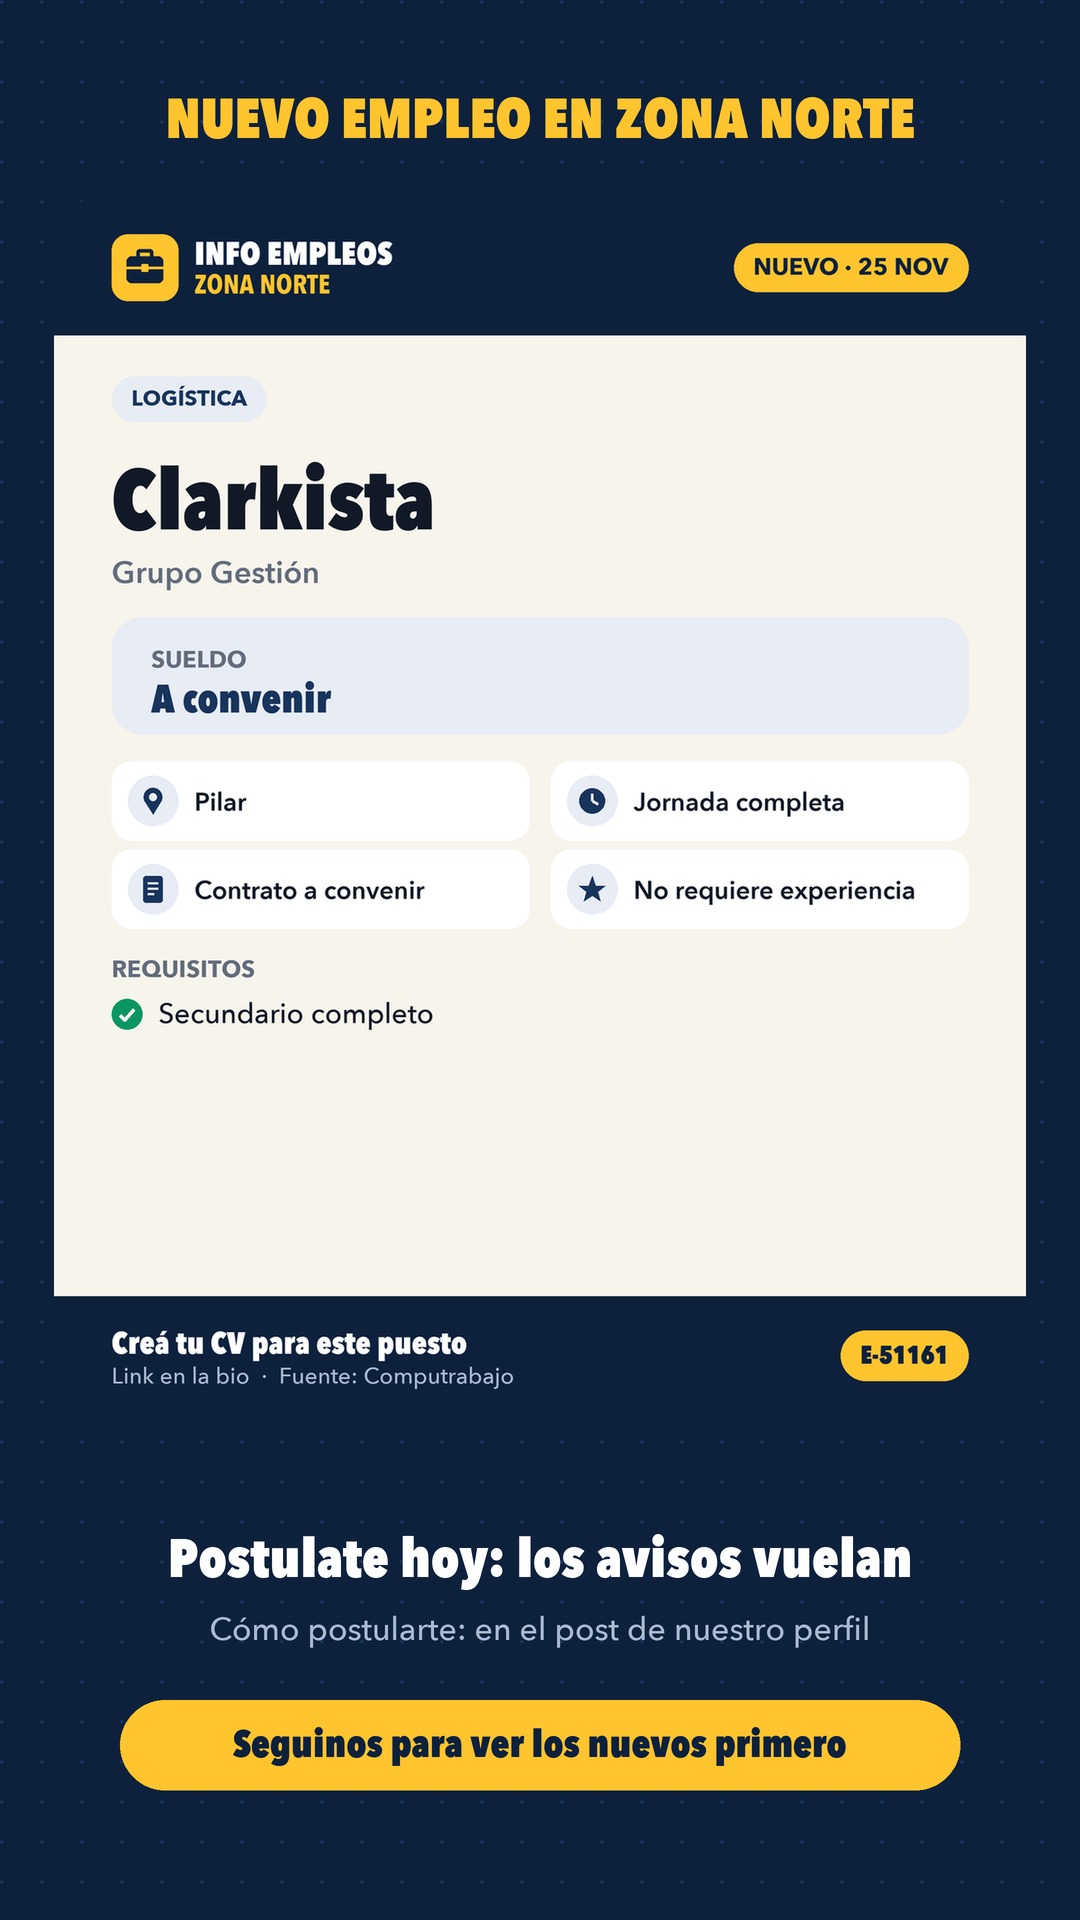 NUEVO EMPLEO EN ZONA NORTE
INFO EMPLEOS
ZONA NORTE
NUEVO · 25 NOV
LOGÍSTICA
Clarkista
Grupo Gestión
SUELDO
A convenir
Pilar
Jornada completa
Contrato a convenir
No requiere experiencia
REQUISITOS
Secundario completo
Creá tu CV para este puesto
Link en la bio · Fuente: Computrabajo
E-51161
Postulate hoy: los avisos vuelan
Cómo postularte: en el post de nuestro perfil
Seguinos para ver los nuevos primero